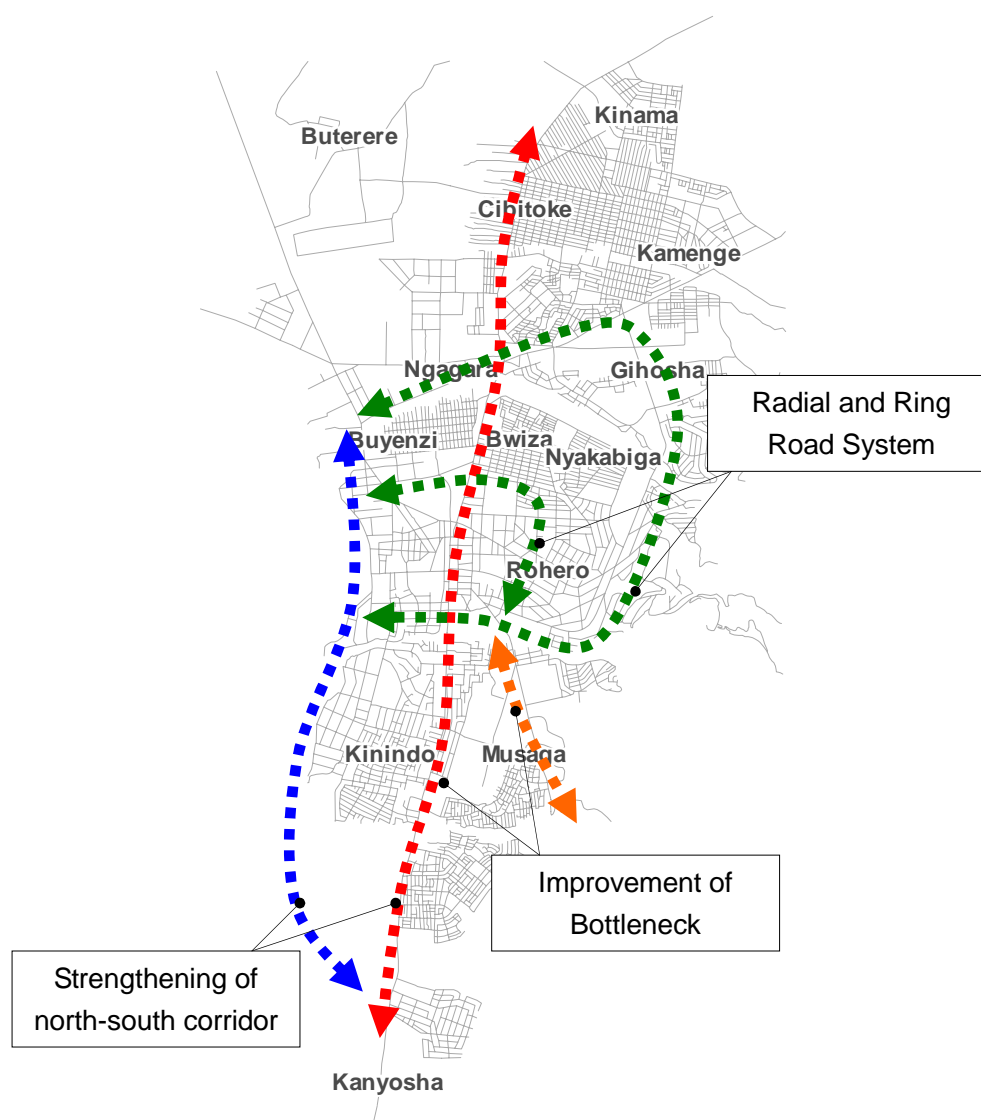 Kinama
Buterere
Cibitoke
Kamenge
Ngagara
Gihosha
Radial and Ring
Road System
Buyenzi
Bwiza
Nyakabiga
Rohero
Kinindo
Musaga
Improvement of
Bottleneck
Strengthening of
north-south corridor
Kanyosha